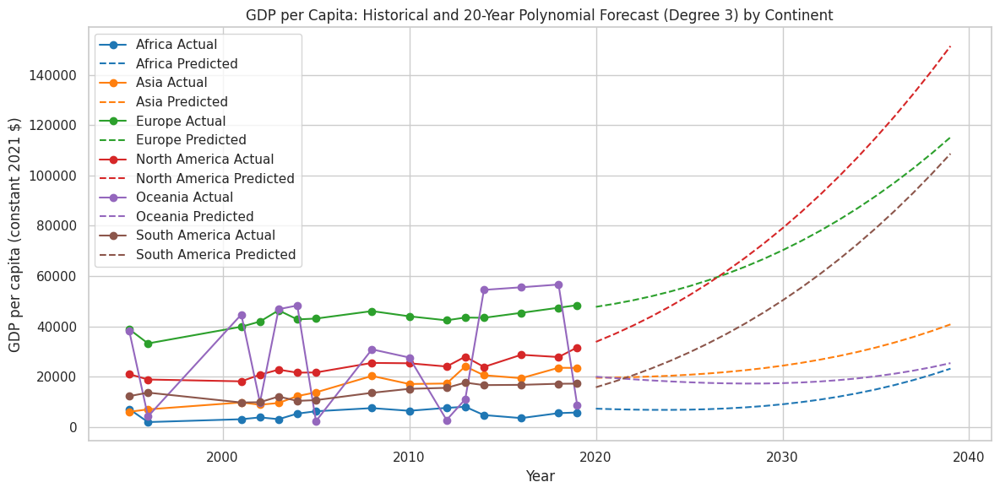 GDP per Capita: Historical and 20-Year Polynomial Forecast (Degree 3) by Continent
Africa Actual
Africa Predicted
Asia Actual
Asia Predicted
Europe Actual
Europe Predicted
North America Actual
North America Predicted
Oceania Actual
Oceania Predicted
South America Actual
South America Predicted
GDP per capita (constant 2021 $)
140000
120000
100000
80000
60000
40000
20000
0
2000
2010
2020
2030
2040
Year